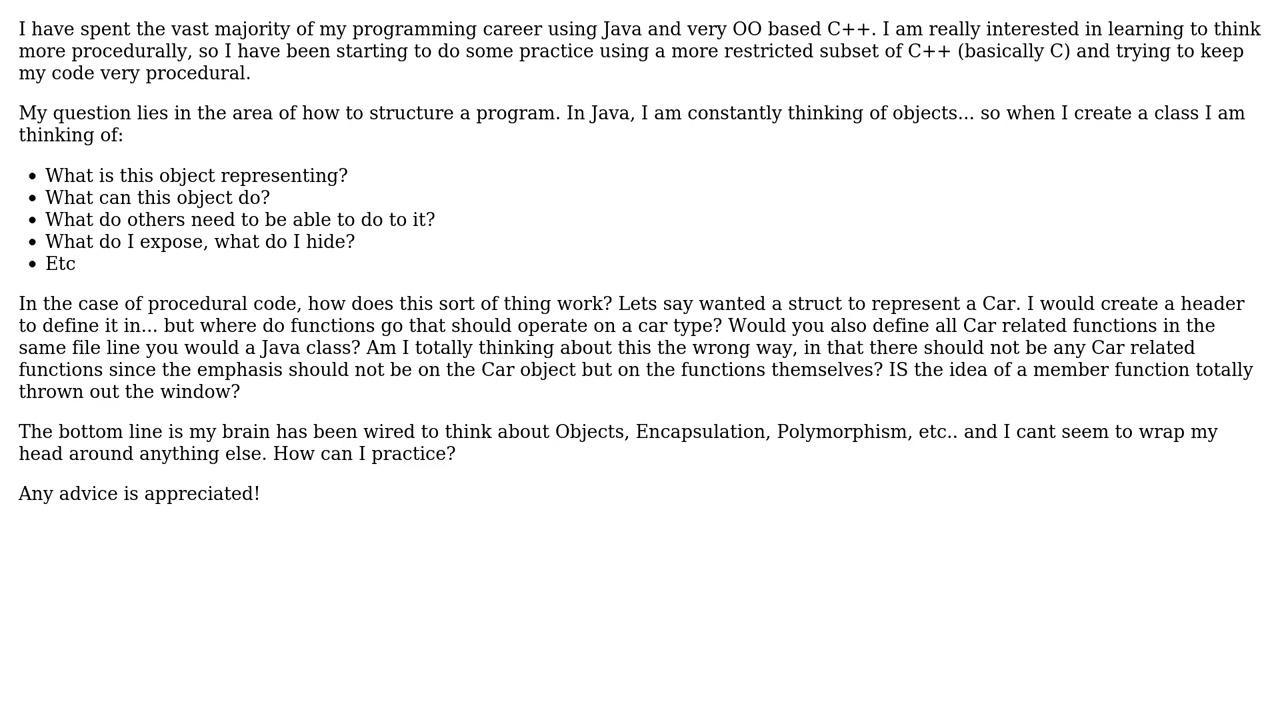 I have spent the vast majority of my programming career using Java and very OO based C++. I am really interested in learning to think
more procedurally, so I have been starting to do some practice using a more restricted subset of C++ (basically C) and trying to keep
my code very procedural.
My question lies in the area of how to structure a program. In Java, I am constantly thinking of objects... so when I create a class I am
thinking of:
• What is this object representing?
• What can this object do?
• What do others need to be able to do to it?
• What do I expose, what do I hide?
• Etc
In the case of procedural code, how does this sort of thing work? Lets say wanted a struct to represent a Car. I would create a header
to define it in... but where do functions go that should operate on a car type? Would you also define all Car related functions in the
same file line you would a Java class? Am I totally thinking about this the wrong way, in that there should not be any Car related
functions since the emphasis should not be on the Car object but on the functions themselves? IS the idea of a member function totally
thrown out the window?
The bottom line is my brain has been wired to think about Objects, Encapsulation, Polymorphism, etc.. and I cant seem to wrap my
head around anything else. How can I practice?
Any advice is appreciated!